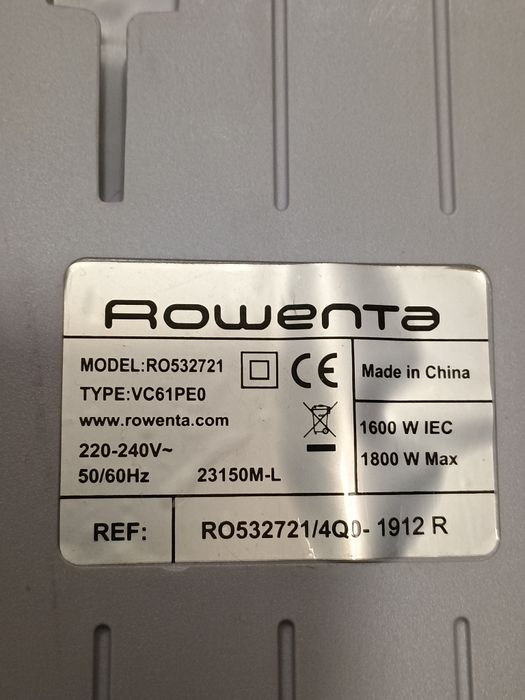 Rowenta
MODEL:RO532721
TYPE:VC61PE0
www.rowenta.com
220-240V~
50/60Hz 23150M-L
CE
Made in China
1600 W IEC
1800 W Max
REF: RO532721/4Q0- 1912 R